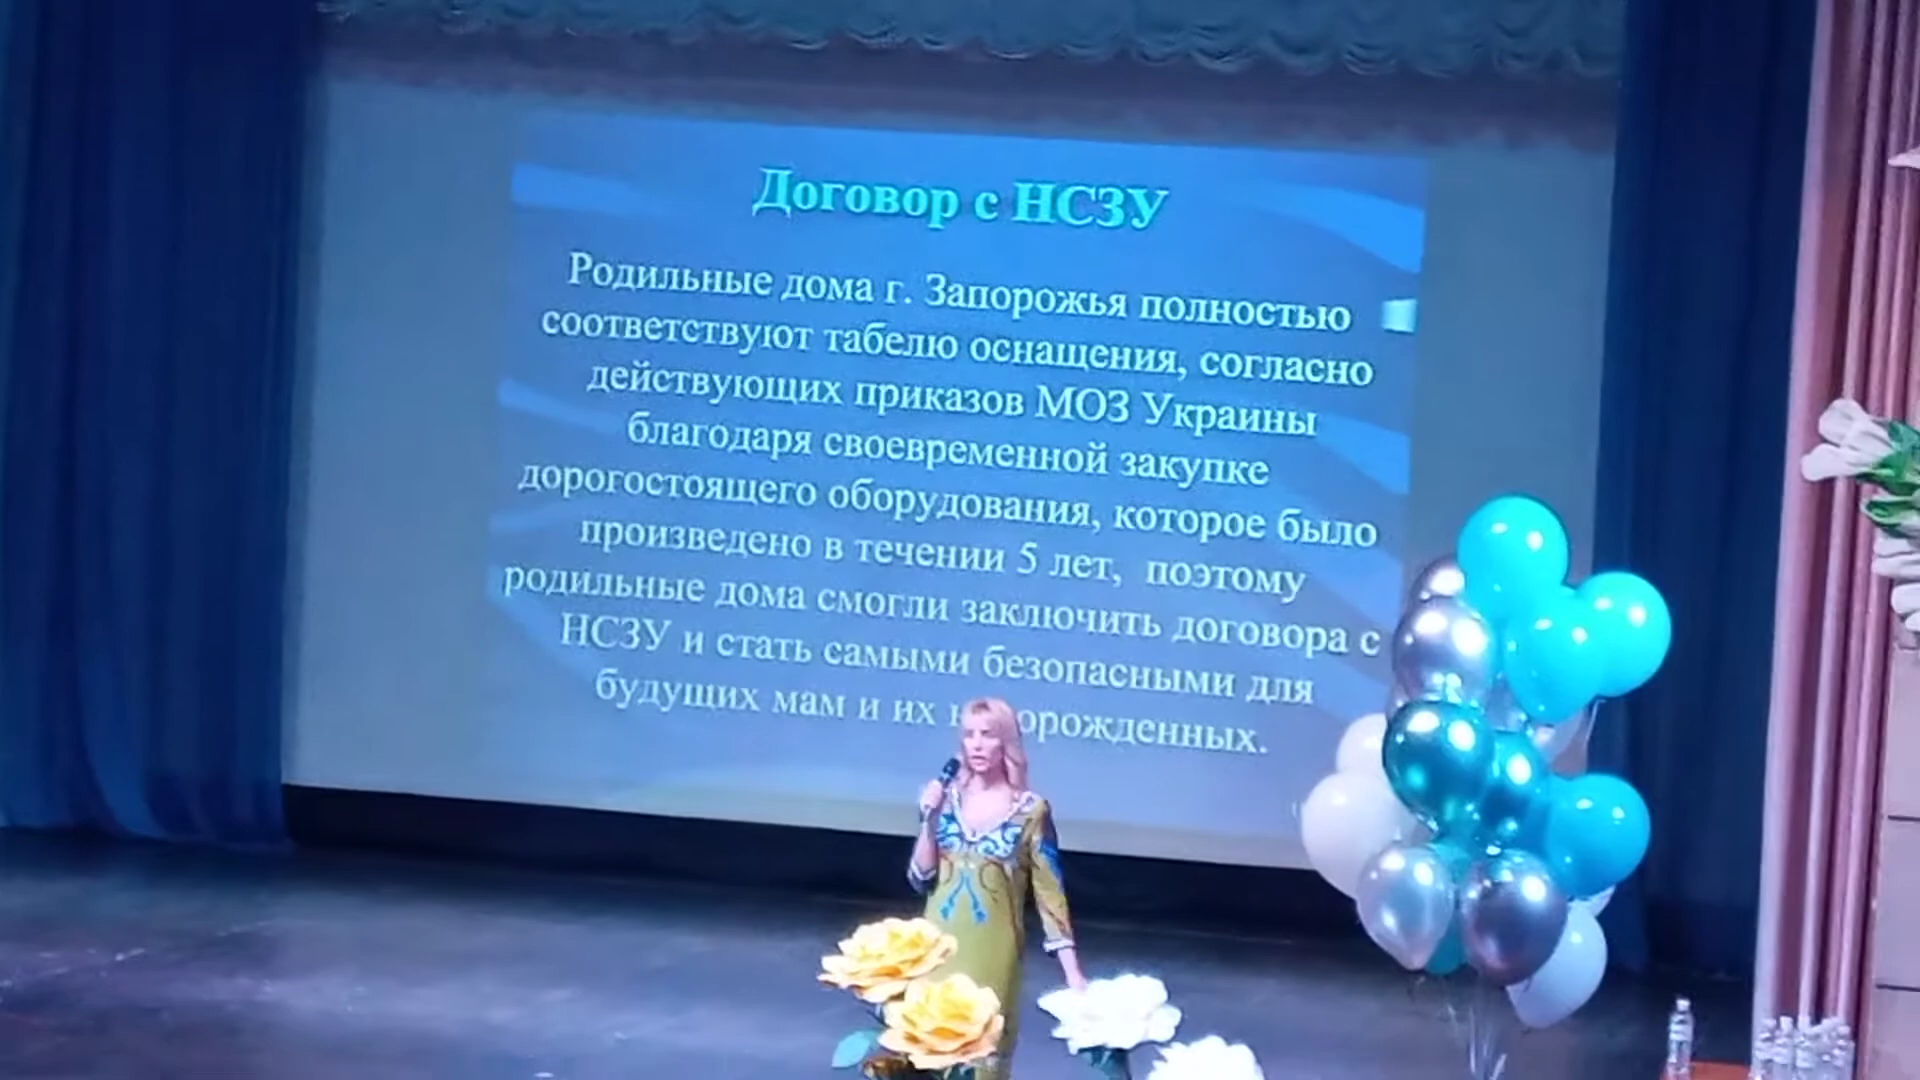 Договор с НСЗУ
Родильные дома г. Запорожья полностью
соответствуют табелю оснащения, согласно
действующих приказов МОЗ Украины
благодаря своевременной закупке
дорогостоящего оборудования, которое было
произведено в течении 5 лет, поэтому
родильные дома смогли заключить договора с
НСЗУ и стать самыми безопасными для
будущих мам и их